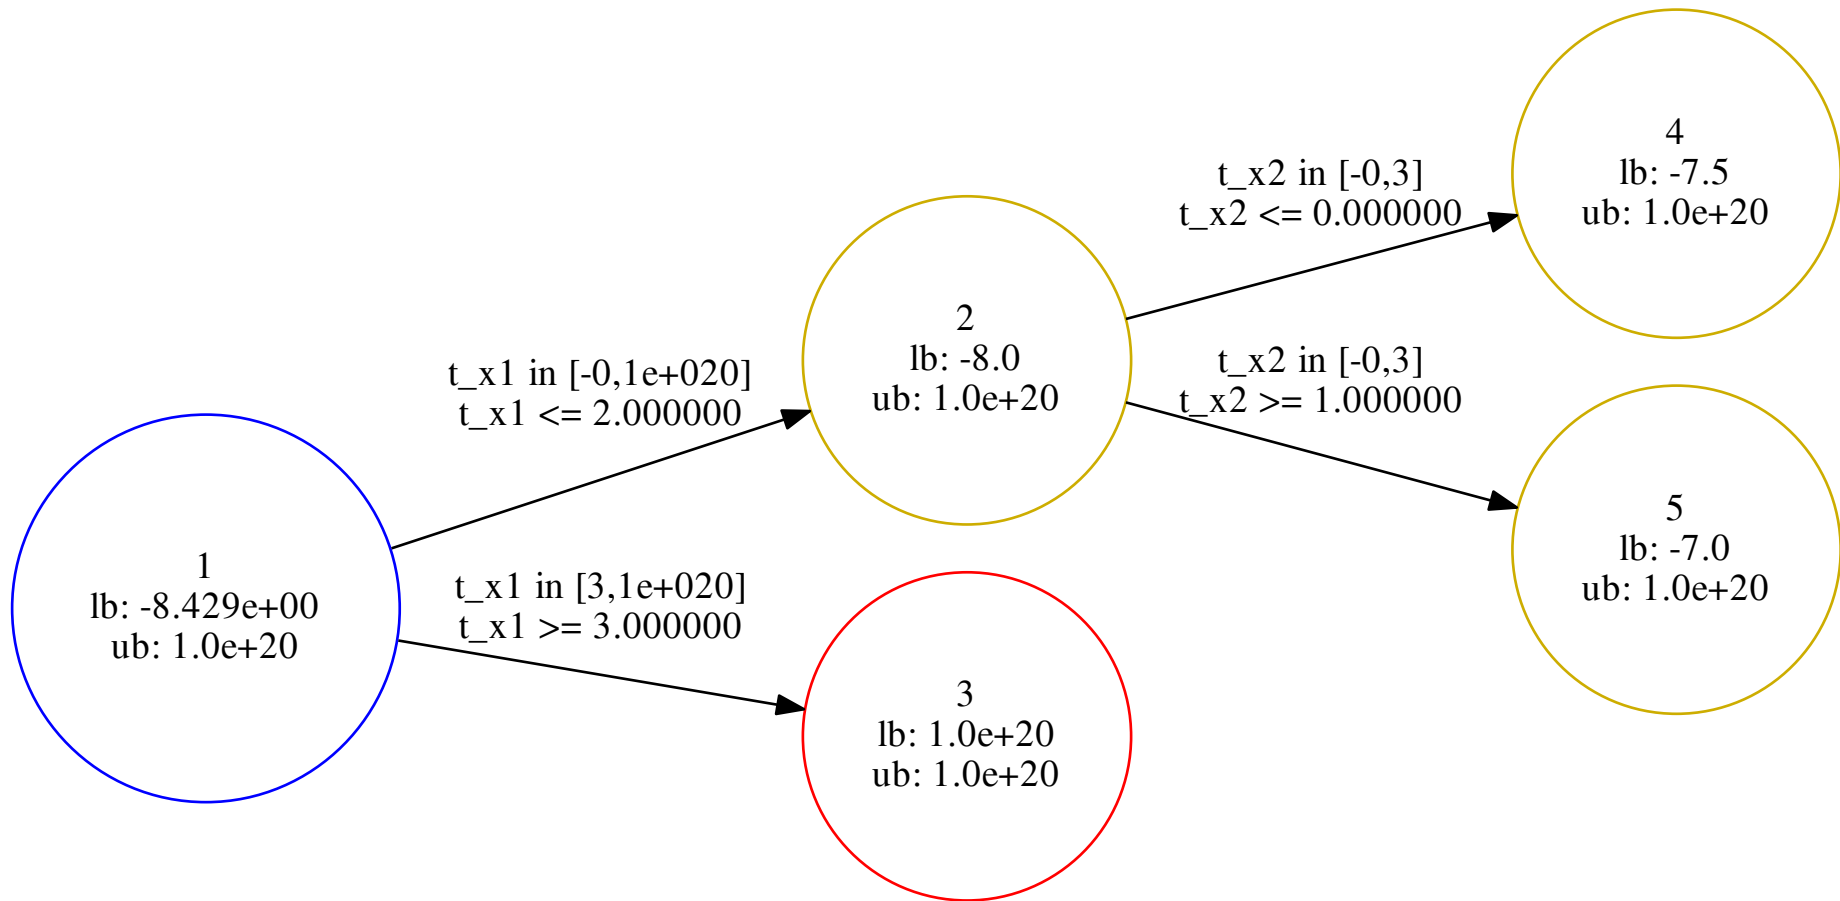 1
lb: -8.429e+00
ub: 1.0e+20
t_x1 in [-0,1e+020]
t_x1 <= 2.000000
t_x1 in [3,1e+020]
t_x1 >= 3.000000
2
lb: -8.0
ub: 1.0e+20
3
lb: 1.0e+20
ub: 1.0e+20
t_x2 in [-0,3]
t_x2 <= 0.000000
t_x2 in [-0,3]
t_x2 >= 1.000000
4
lb: -7.5
ub: 1.0e+20
5
lb: -7.0
ub: 1.0e+20